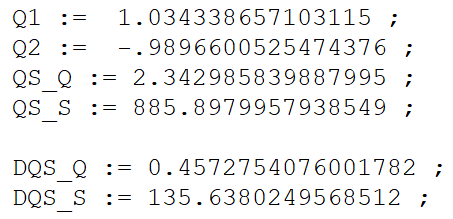 Q1 :=  1.034338657103115 ;
Q2 :=  -.9896600525474376 ;
QS_Q := 2.342985839887995 ;
QS_S := 885.8979957938549 ;

DQS_Q := 0.4572754076001782 ;
DQS_S := 135.6380249568512 ;